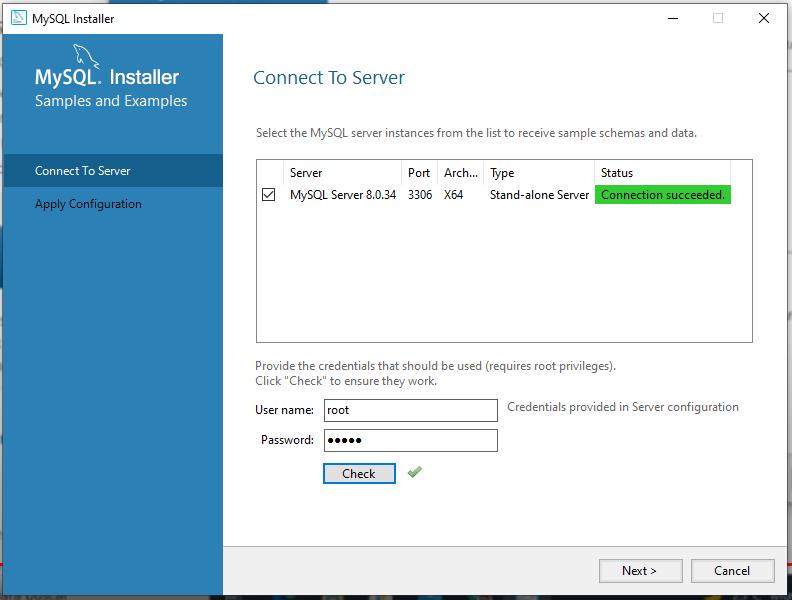 MySQL Installer
MySQL. Installer
Samples and Examples
Connect To Server
Apply Configuration
Connect To Server
Select the MySQL server instances from the list to receive sample schemas and data.
Server Port Arch... Type Status
MySQL Server 8.0.34 3306 X64 Stand-alone Server Connection succeeded.
Provide the credentials that should be used (requires root privileges).
Click "Check" to ensure they work.
User name: root Credentials provided in Server configuration
Password: •••••
Check
Next > Cancel